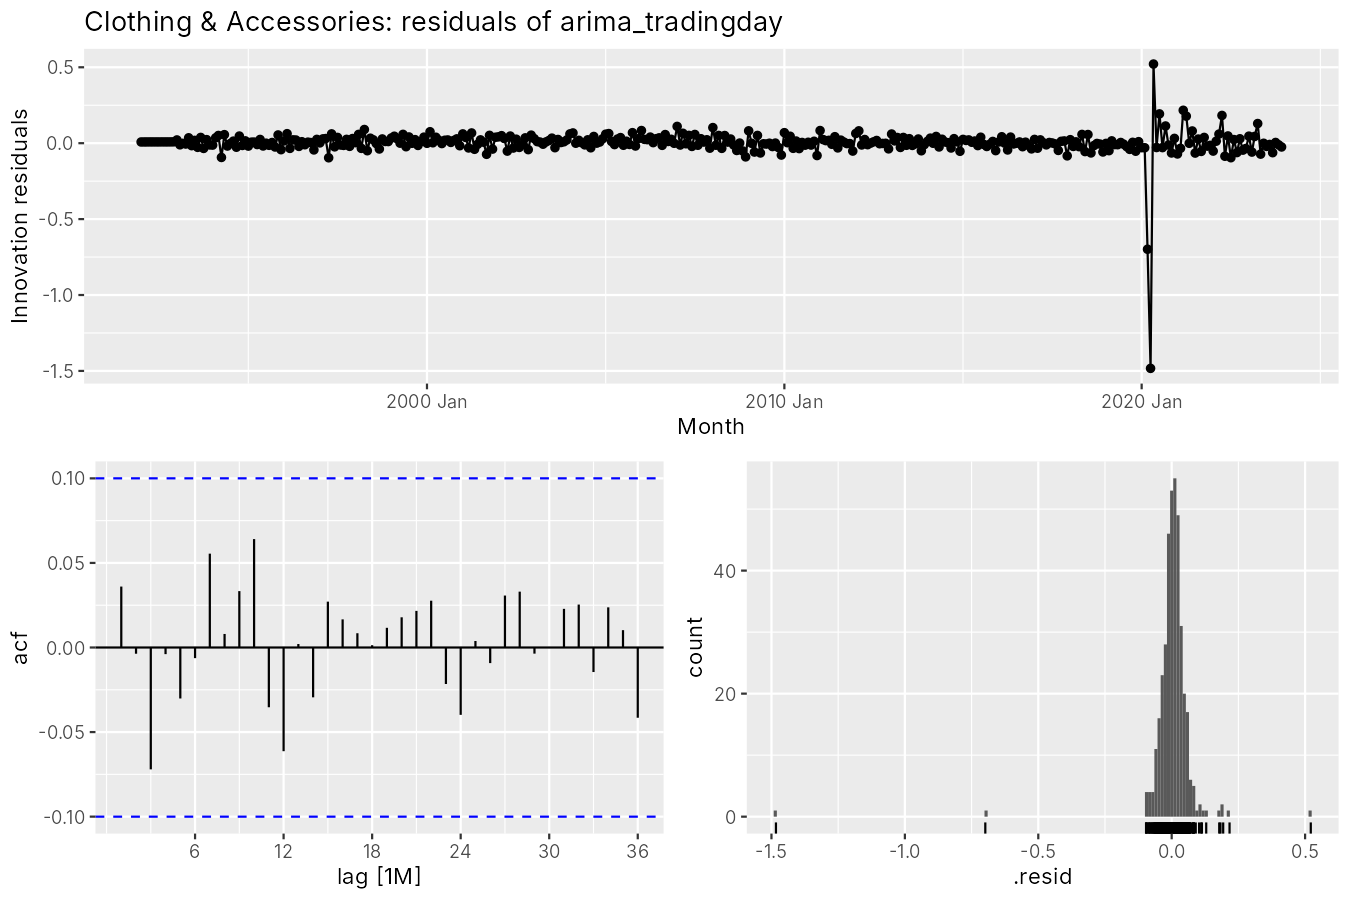 Clothing & Accessories: residuals of arima_tradingday
Innovation residuals
0.5
0.0
-0.5
-1.0
-1.5
2000 Jan
2010 Jan
2020 Jan
Month
acf
0.10
0.05
0.00
-0.05
-0.10
6
12
18
24
30
36
lag [1M]
count
40
20
0
-1.5
-1.0
-0.5
0.0
0.5
.resid